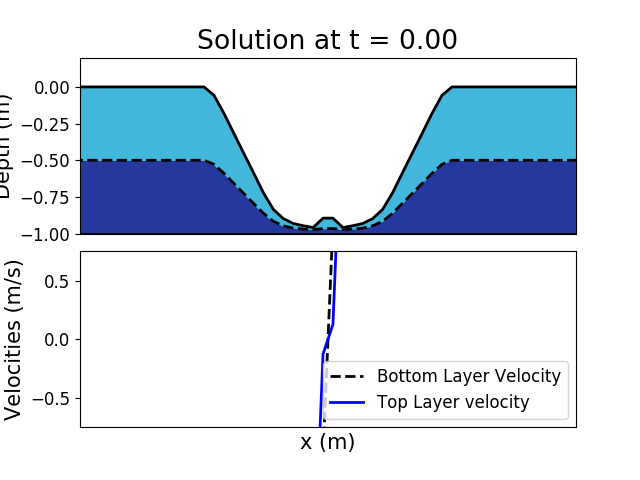 Solution at t = 0.00
Depth (m)
0.00
−0.25
−0.50
−0.75
−1.00
Velocities (m/s)
0.5
0.0
−0.5
Bottom Layer Velocity
Top Layer velocity
x (m)